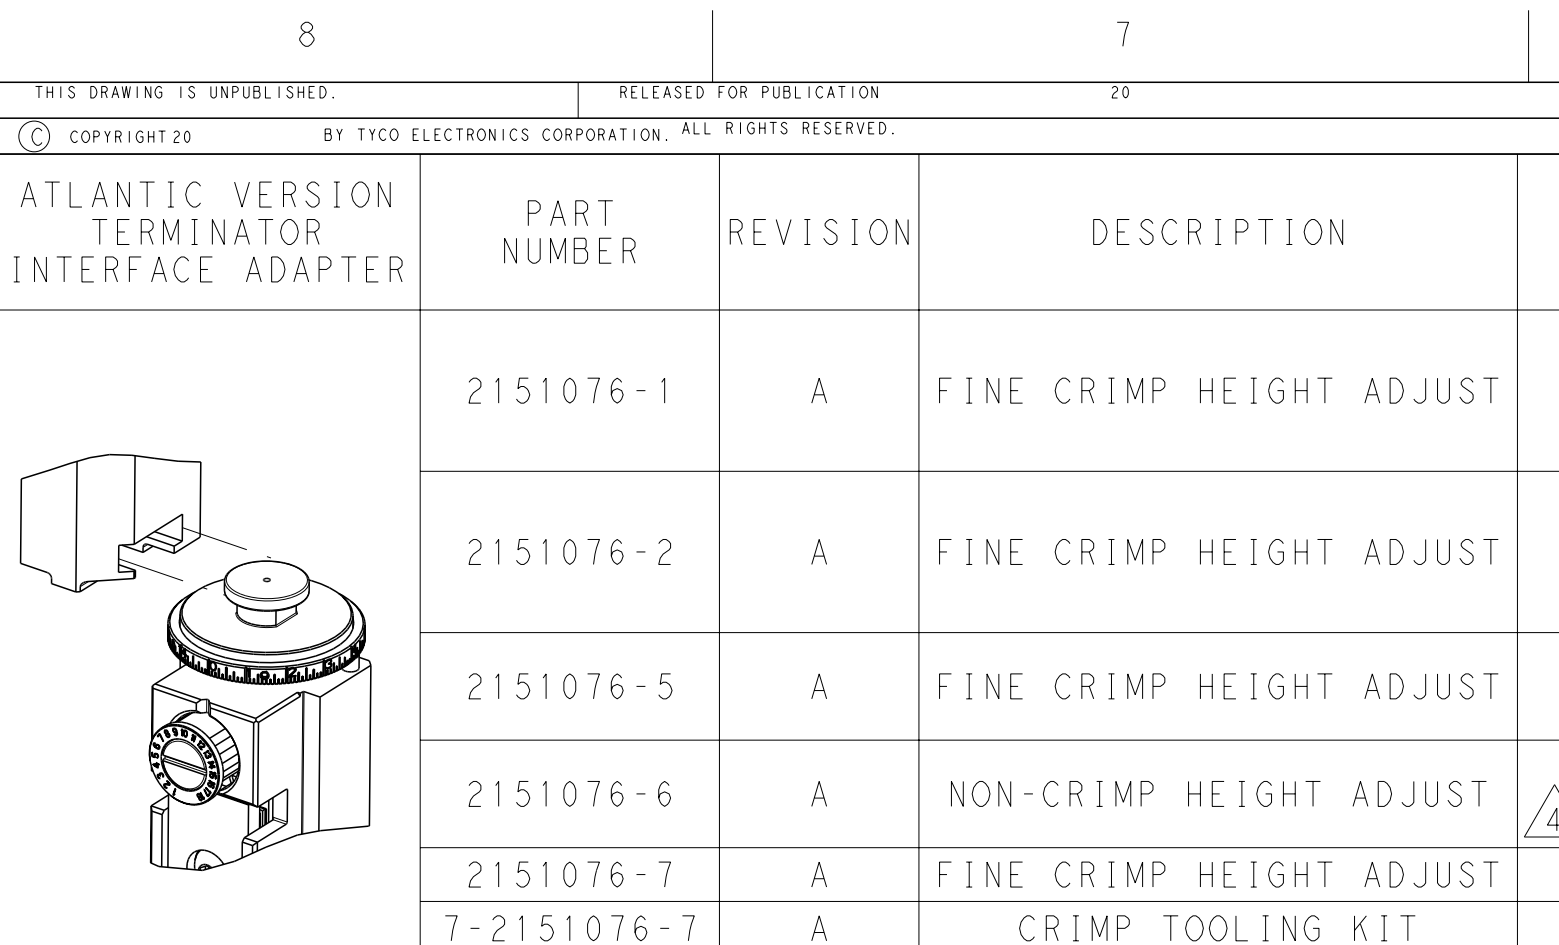 8 7
THIS DRAWING IS UNPUBLISHED. RELEASED FOR PUBLICATION 20
© COPYRIGHT 20 BY TYCO ELECTRONICS CORPORATION. ALL RIGHTS RESERVED.
ATLANTIC VERSION
TERMINATOR
INTERFACE ADAPTER
PART
NUMBER
REVISION
DESCRIPTION
2151076-1 A FINE CRIMP HEIGHT ADJUST
2151076-2 A FINE CRIMP HEIGHT ADJUST
2151076-5 A FINE CRIMP HEIGHT ADJUST
2151076-6 A NON-CRIMP HEIGHT ADJUST 4
2151076-7 A FINE CRIMP HEIGHT ADJUST
7-2151076-7 A CRIMP TOOLING KIT